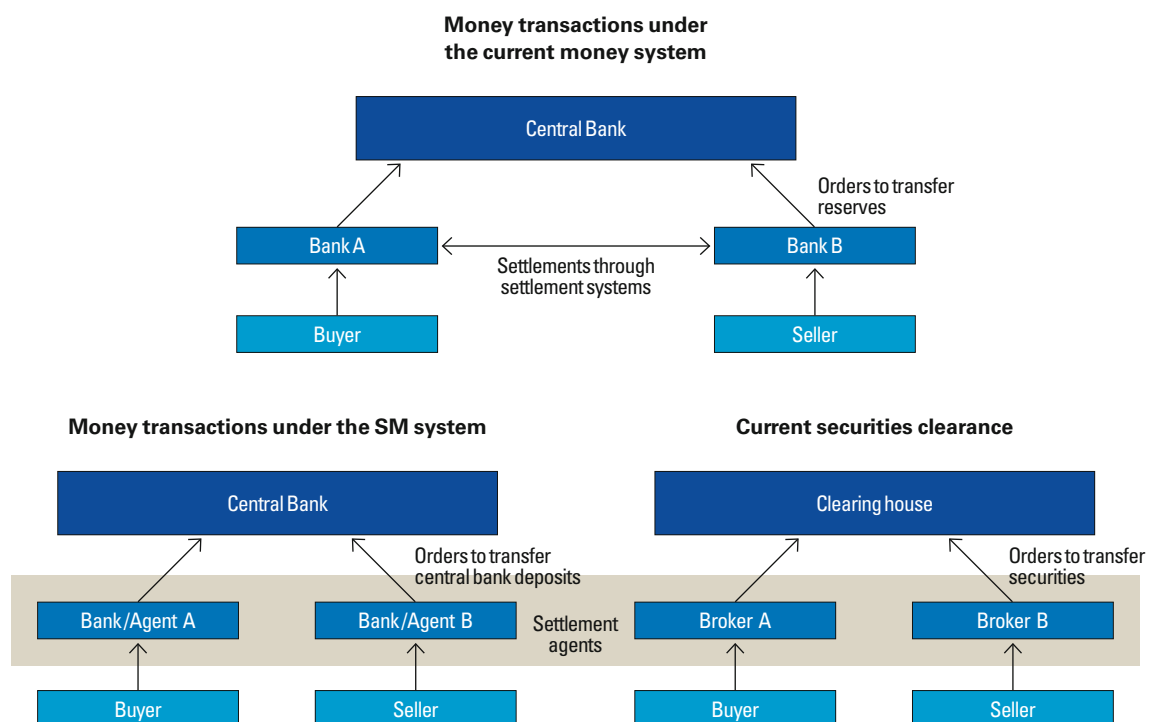 Money transactions under
the current money system
Central Bank
Orders to transfer
reserves
Bank A
Bank B
Settlements through
settlement systems
Buyer
Seller
Money transactions under the SM system
Current securities clearance
Central Bank
Clearing house
Orders to transfer
central bank deposits
Orders to transfer
securities
Bank/Agent A
Bank/Agent B
Settlement
agents
Broker A
Broker B
Buyer
Seller
Buyer
Seller